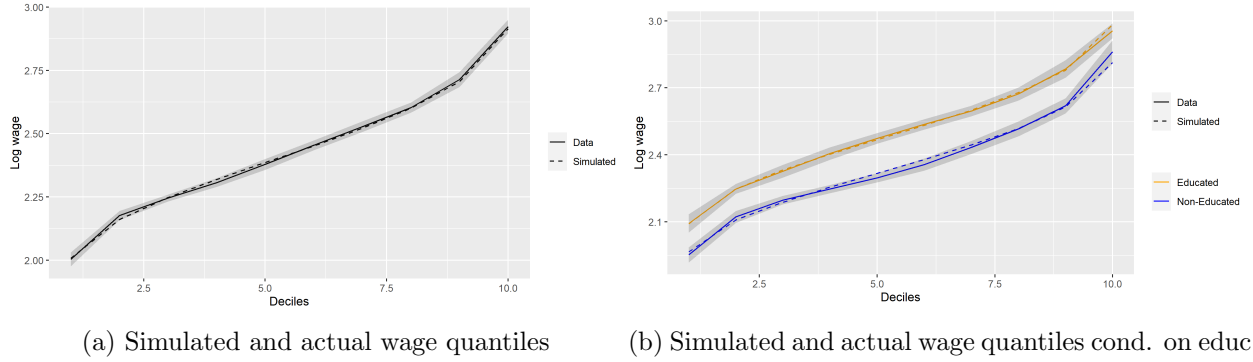 3.00
2.75
2.50
2.25
2.00
Log wage
2.5
5.0
7.5
10.0
Deciles
Data
Simulated
(a) Simulated and actual wage quantiles
3.0
2.7
2.4
2.1
Log wage
2.5
5.0
7.5
10.0
Deciles
Data
Simulated
Educated
Non-Educated
(b) Simulated and actual wage quantiles cond. on educ